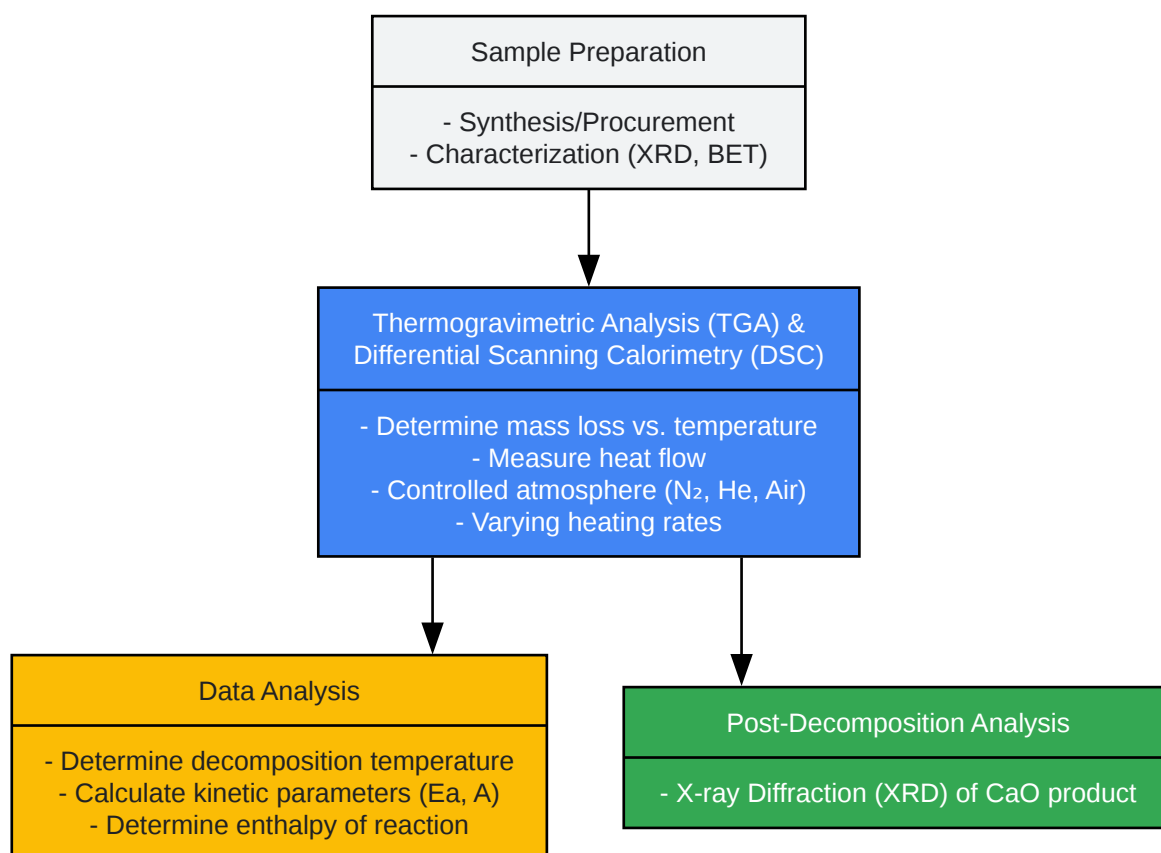 Sample Preparation
- Synthesis/Procurement
- Characterization (XRD, BET)
Thermogravimetric Analysis (TGA) &
Differential Scanning Calorimetry (DSC)
- Determine mass loss vs. temperature
- Measure heat flow
- Controlled atmosphere (N₂, He, Air)
- Varying heating rates
Data Analysis
- Determine decomposition temperature
- Calculate kinetic parameters (Ea, A)
- Determine enthalpy of reaction
Post-Decomposition Analysis
- X-ray Diffraction (XRD) of CaO product